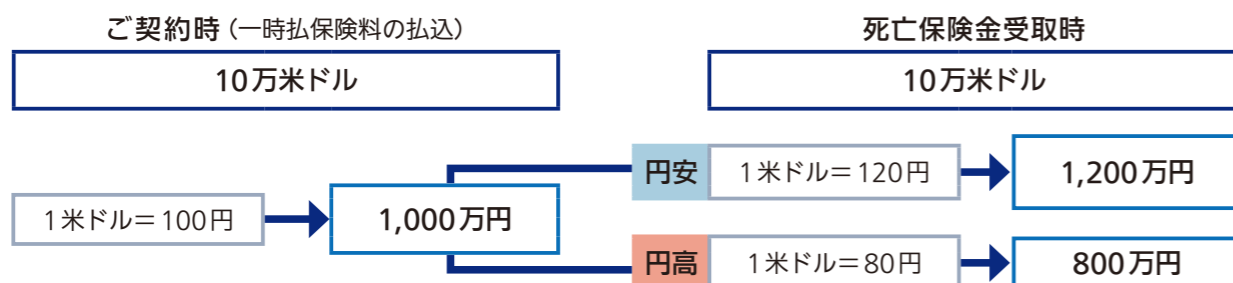 ご契約時（一時払保険料の払込）
10万米ドル
1米ドル＝100円
1,000万円
死亡保険金受取時
10万米ドル
円安
1米ドル＝120円
1,200万円
円高
1米ドル＝80円
800万円